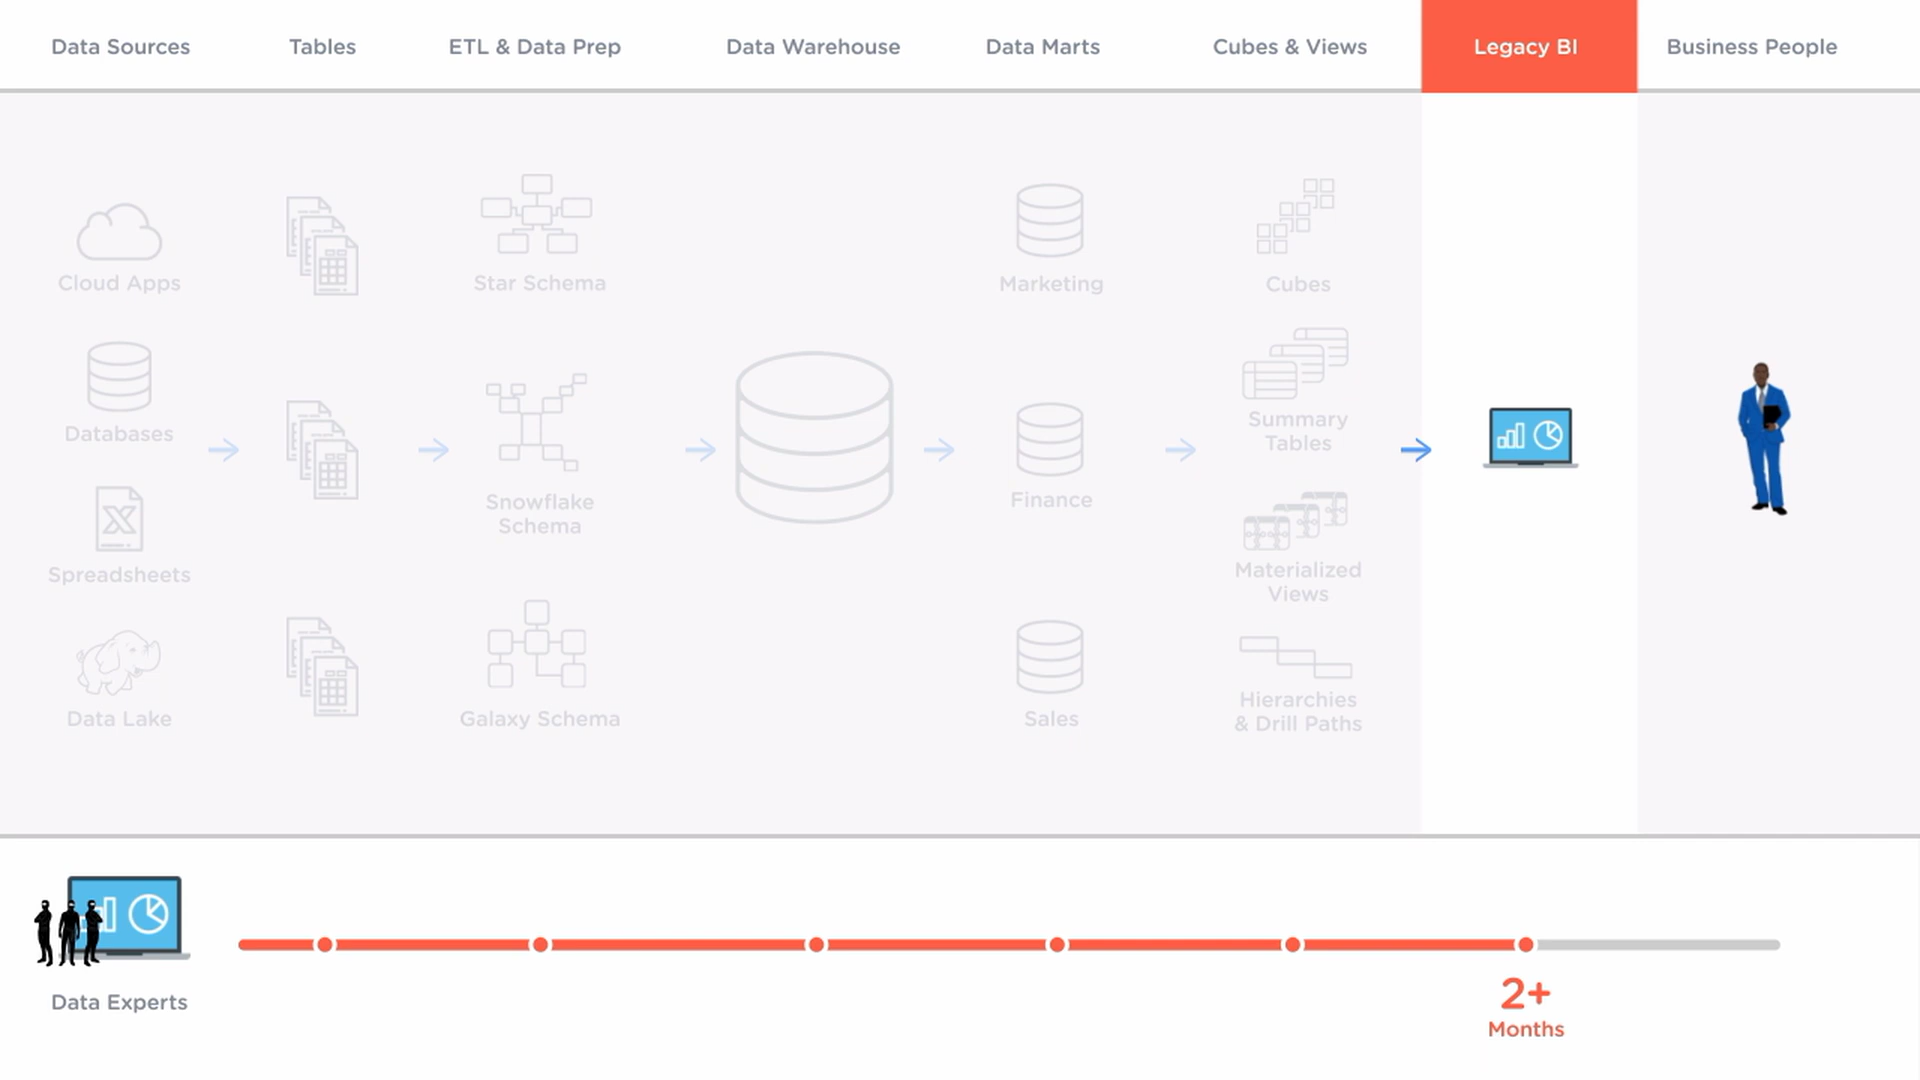 Data Sources
Tables
ETL & Data Prep
Data Warehouse
Data Marts
Cubes & Views
Legacy BI
Business People
Cloud Apps
Databases
Spreadsheets
Data Lake
Star Schema
Snowflake
Schema
Galaxy Schema
Marketing
Finance
Sales
Cubes
Summary
Tables
Materialized
Views
Hierarchies
& Drill Paths
Data Experts
2+
Months